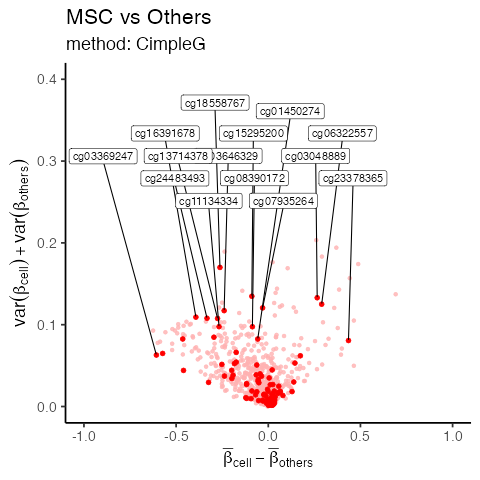 MSC vs Others
method: CimpleG
cg18558767
cg01450274
cg16391678
cg15295200
cg06322557
cg03369247
cg13714378
3646329
cg03048889
cg24483493
cg08390172
cg23378365
cg11134334
cg07935264
0.4
0.3
0.2
0.1
0.0
-1.0 -0.5 0.0 0.5 1.0
var(βcell) + var(βothers)
β̅cell − β̅others